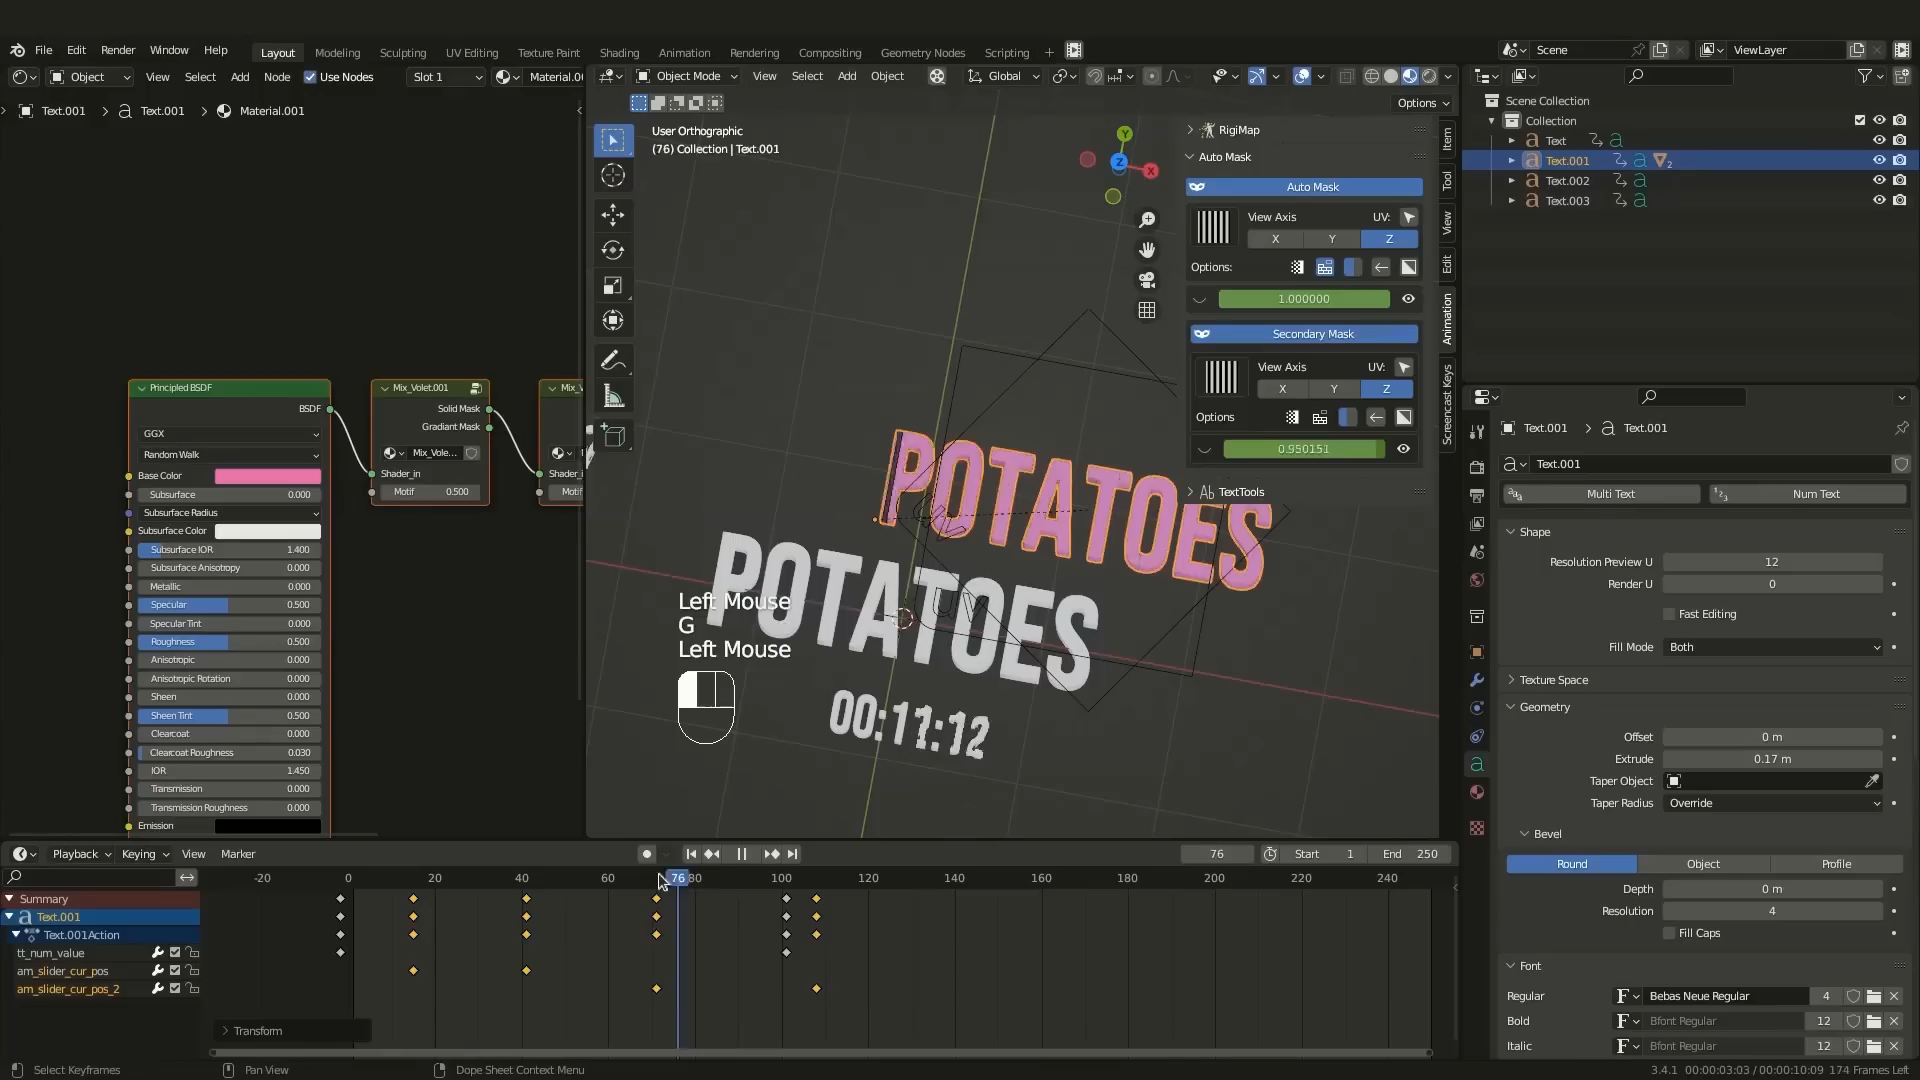 File Edit Render Window Help Layout Modeling Sculpting UV Editing Texture Paint Shading Animation Rendering Compositing Geometry Nodes Scripting + Scene ViewLayer
Object View Select Add Node Use Nodes Slot 1 Material.0
Object Mode View Select Add Object Global
Options
Text.001 > Text.001 > Material.001
User Orthographic
(76) Collection | Text.001
Y
Z
X
Principled BSDF
BSDF
GGX
Random Walk
Base Color
Subsurface 0.000
Subsurface Radius
Subsurface Color
Subsurface IOR 1.400
Subsurface Anisotropy 0.000
Metallic 0.000
Specular 0.500
Specular Tint 0.000
Roughness 0.500
Anisotropic 0.000
Anisotropic Rotation 0.000
Sheen 0.000
Sheen Tint 0.500
Clearcoat 0.000
Clearcoat Roughness 0.030
IOR 1.450
Transmission 0.000
Transmission Roughness 0.000
Emission
Mix_Volet.001
Solid Mask
Gradiant Mask
Mix_Vole...
Shader_in
Motif 0.500
Mix_V
Shader_i
Motif
RigiMap
Auto Mask
Auto Mask
View Axis UV:
X Y Z
Options:
1.000000
Secondary Mask
View Axis UV:
X Y Z
Options
0.950151
TextTools
Item
Tool
View
Edit
Animation
Screencast Keys
POTATOES
POTATOES
00:11:12
UV
Left Mouse
G
Left Mouse
Scene Collection
Collection
Text
Text.001 2
Text.002
Text.003
Text.001 > Text.001
Text.001
Multi Text Num Text
Shape
Resolution Preview U 12
Render U 0
Fast Editing
Fill Mode Both
Texture Space
Geometry
Offset 0 m
Extrude 0.17 m
Taper Object
Taper Radius Override
Bevel
Round Object Profile
Depth 0 m
Resolution 4
Fill Caps
Font
Regular Bebas Neue Regular 4
Bold Bfont Regular 12
Italic Bfont Regular 12
Playback Keying View Marker 76 Start 1 End 250
-20 0 20 40 60 76 80 100 120 140 160 180 200 220 240
Summary
Text.001
Text.001Action
tt_num_value
am_slider_cur_pos
am_slider_cur_pos_2
Transform
Select Keyframes Pan View Dope Sheet Context Menu 3.4.1 00:00:03:03 / 00:00:10:09 174 Frames Left